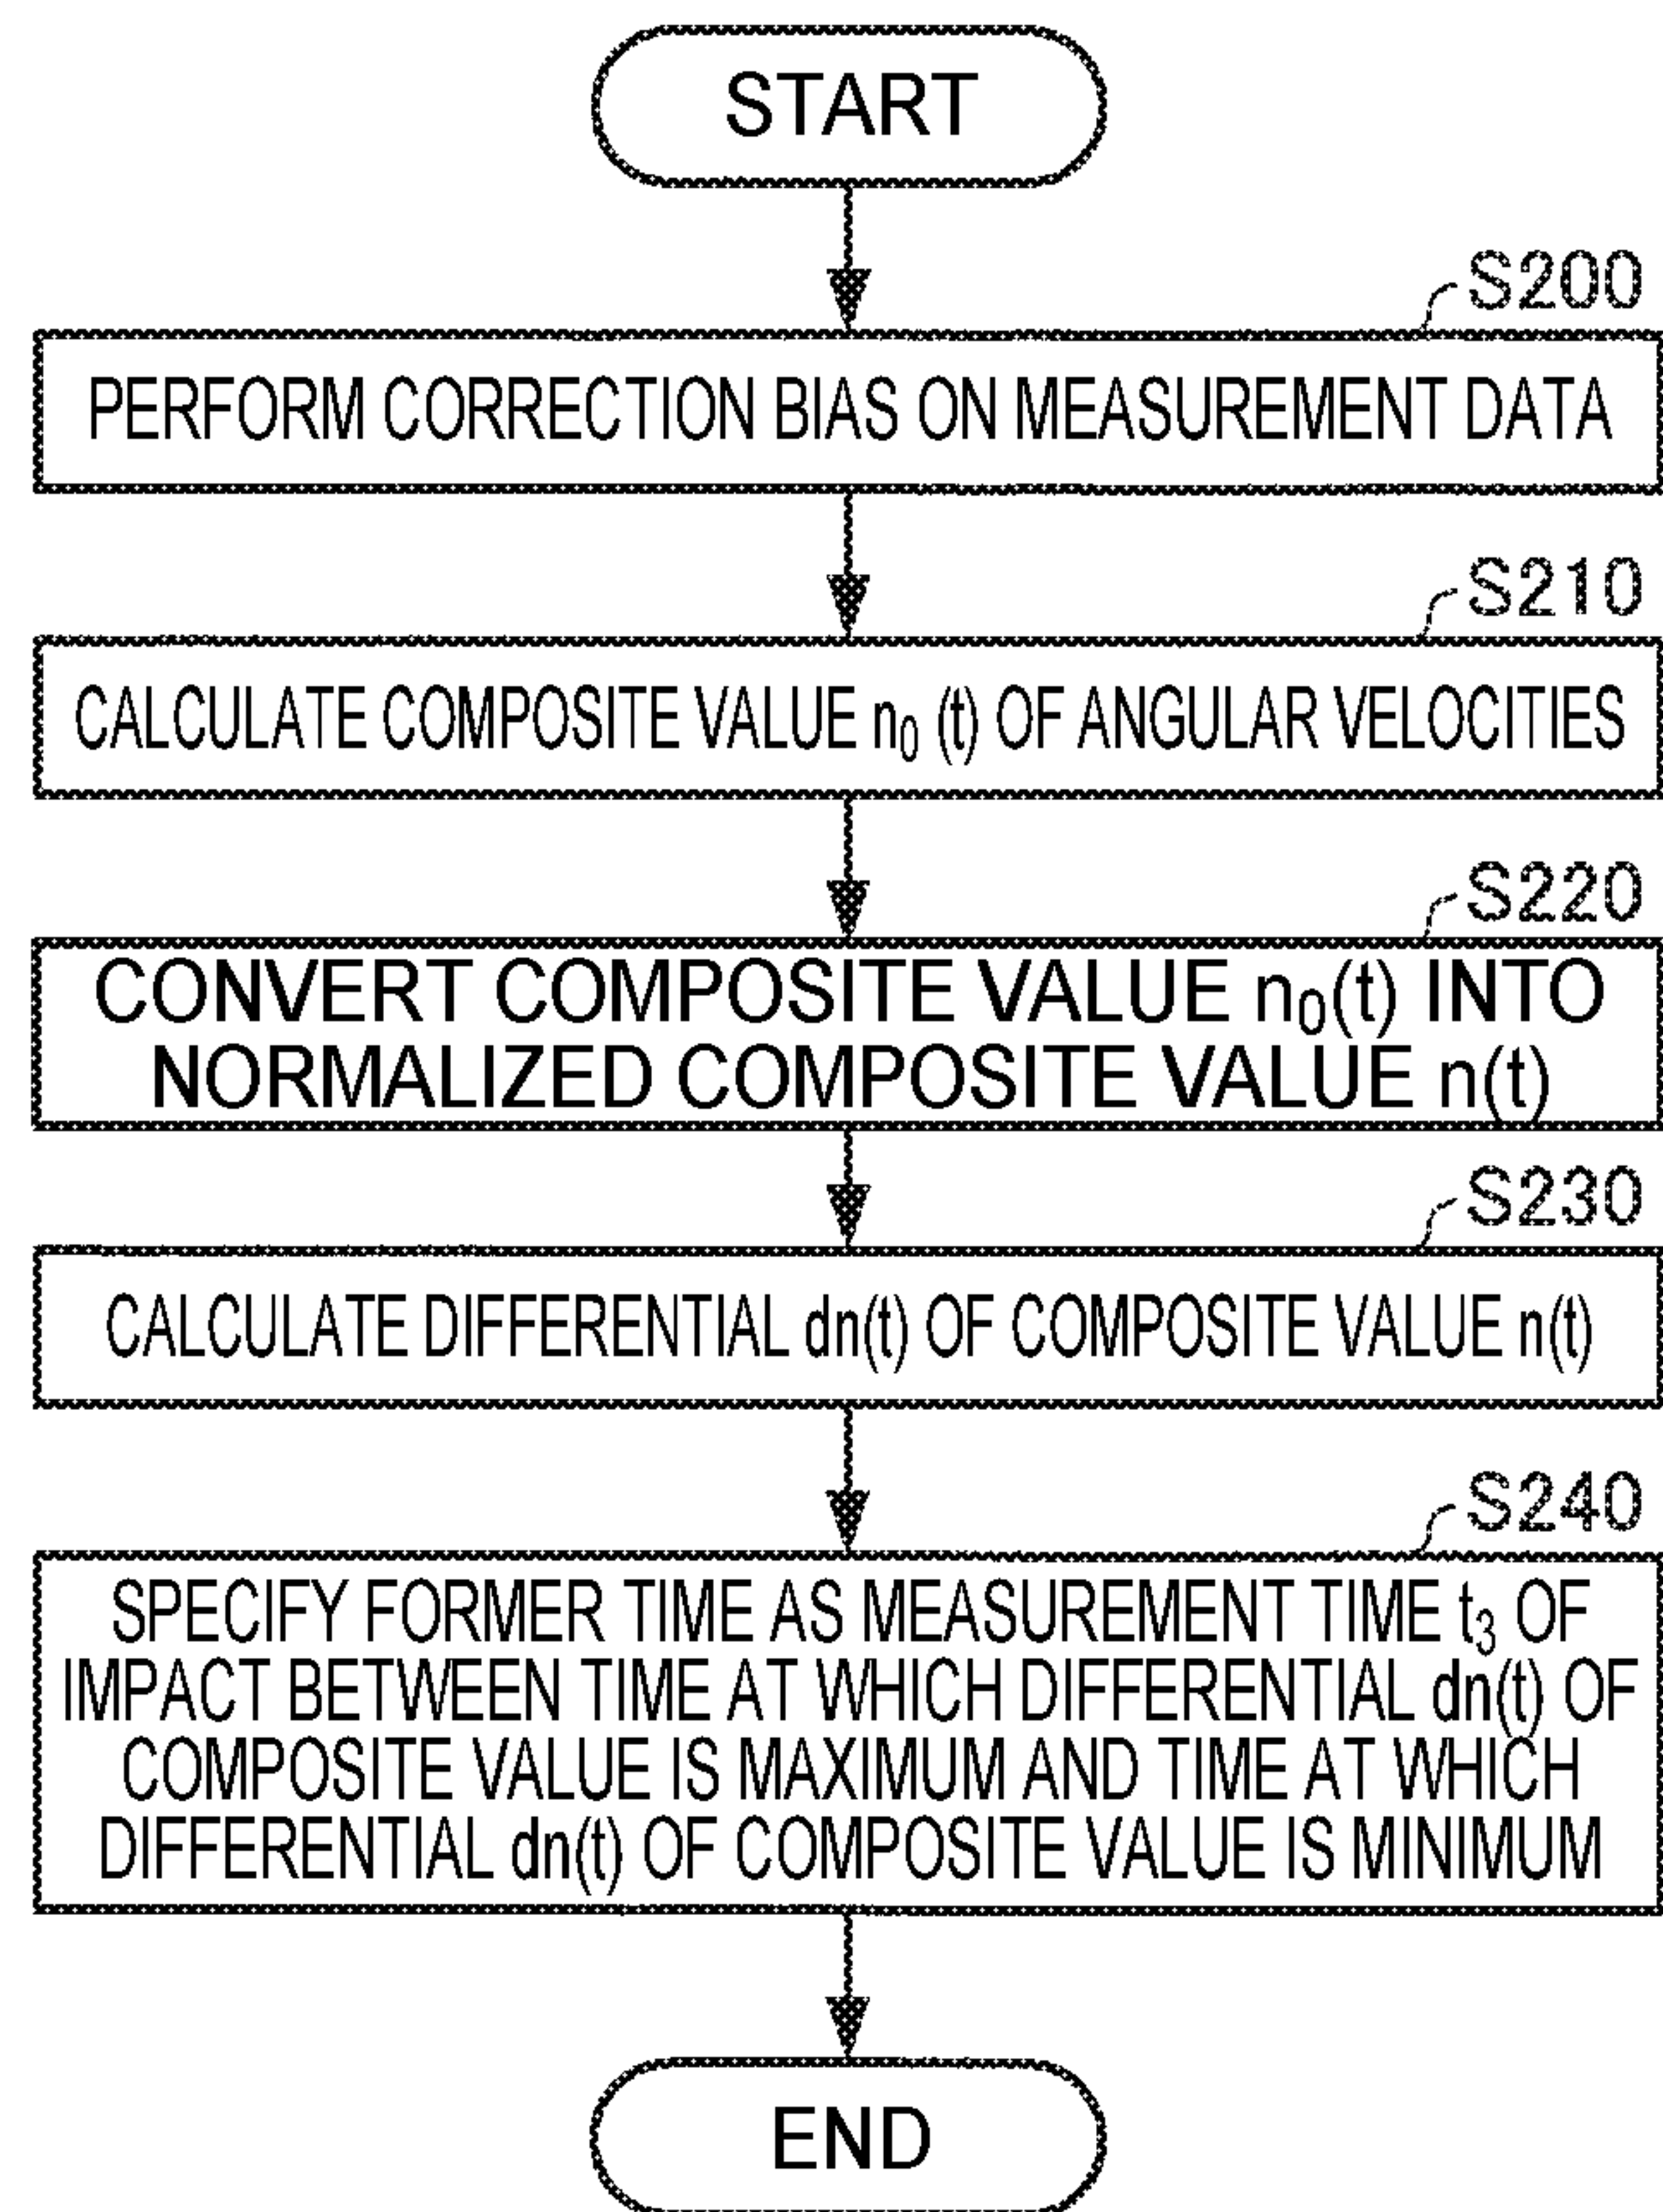 START
S200
PERFORM CORRECTION BIAS ON MEASUREMENT DATA
S210
CALCULATE COMPOSITE VALUE n₀ (t) OF ANGULAR VELOCITIES
S220
CONVERT COMPOSITE VALUE n₀(t) INTO
NORMALIZED COMPOSITE VALUE n(t)
S230
CALCULATE DIFFERENTIAL dn(t) OF COMPOSITE VALUE n(t)
S240
SPECIFY FORMER TIME AS MEASUREMENT TIME t₃ OF
IMPACT BETWEEN TIME AT WHICH DIFFERENTIAL dn(t) OF
COMPOSITE VALUE IS MAXIMUM AND TIME AT WHICH
DIFFERENTIAL dn(t) OF COMPOSITE VALUE IS MINIMUM
END